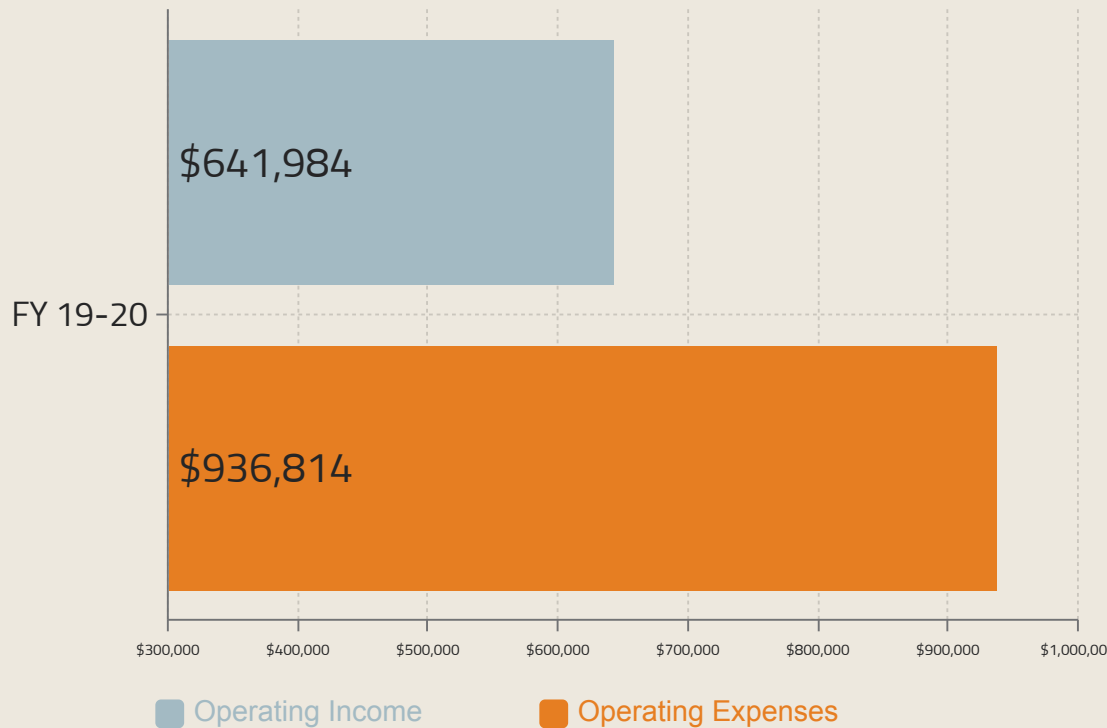 $641,984
FY 19-20
$936,814
$300,000 $400,000 $500,000 $600,000 $700,000 $800,000 $900,000 $1,000,00
Operating Income Operating Expenses